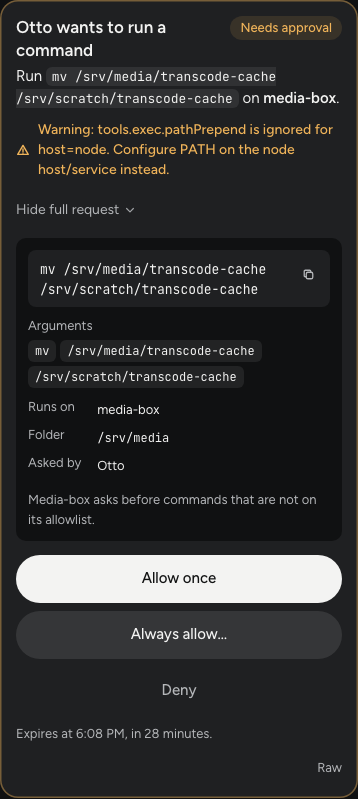 Otto wants to run a
command
Needs approval
Run mv /srv/media/transcode-cache
/srv/scratch/transcode-cache on media-box.
Warning: tools.exec.pathPrepend is ignored for
host=node. Configure PATH on the node
host/service instead.
Hide full request
mv /srv/media/transcode-cache
/srv/scratch/transcode-cache
Arguments
mv /srv/media/transcode-cache
/srv/scratch/transcode-cache
Runs on media-box
Folder /srv/media
Asked by Otto
Media-box asks before commands that are not on
its allowlist.
Allow once
Always allow...
Deny
Expires at 6:08 PM, in 28 minutes.
Raw